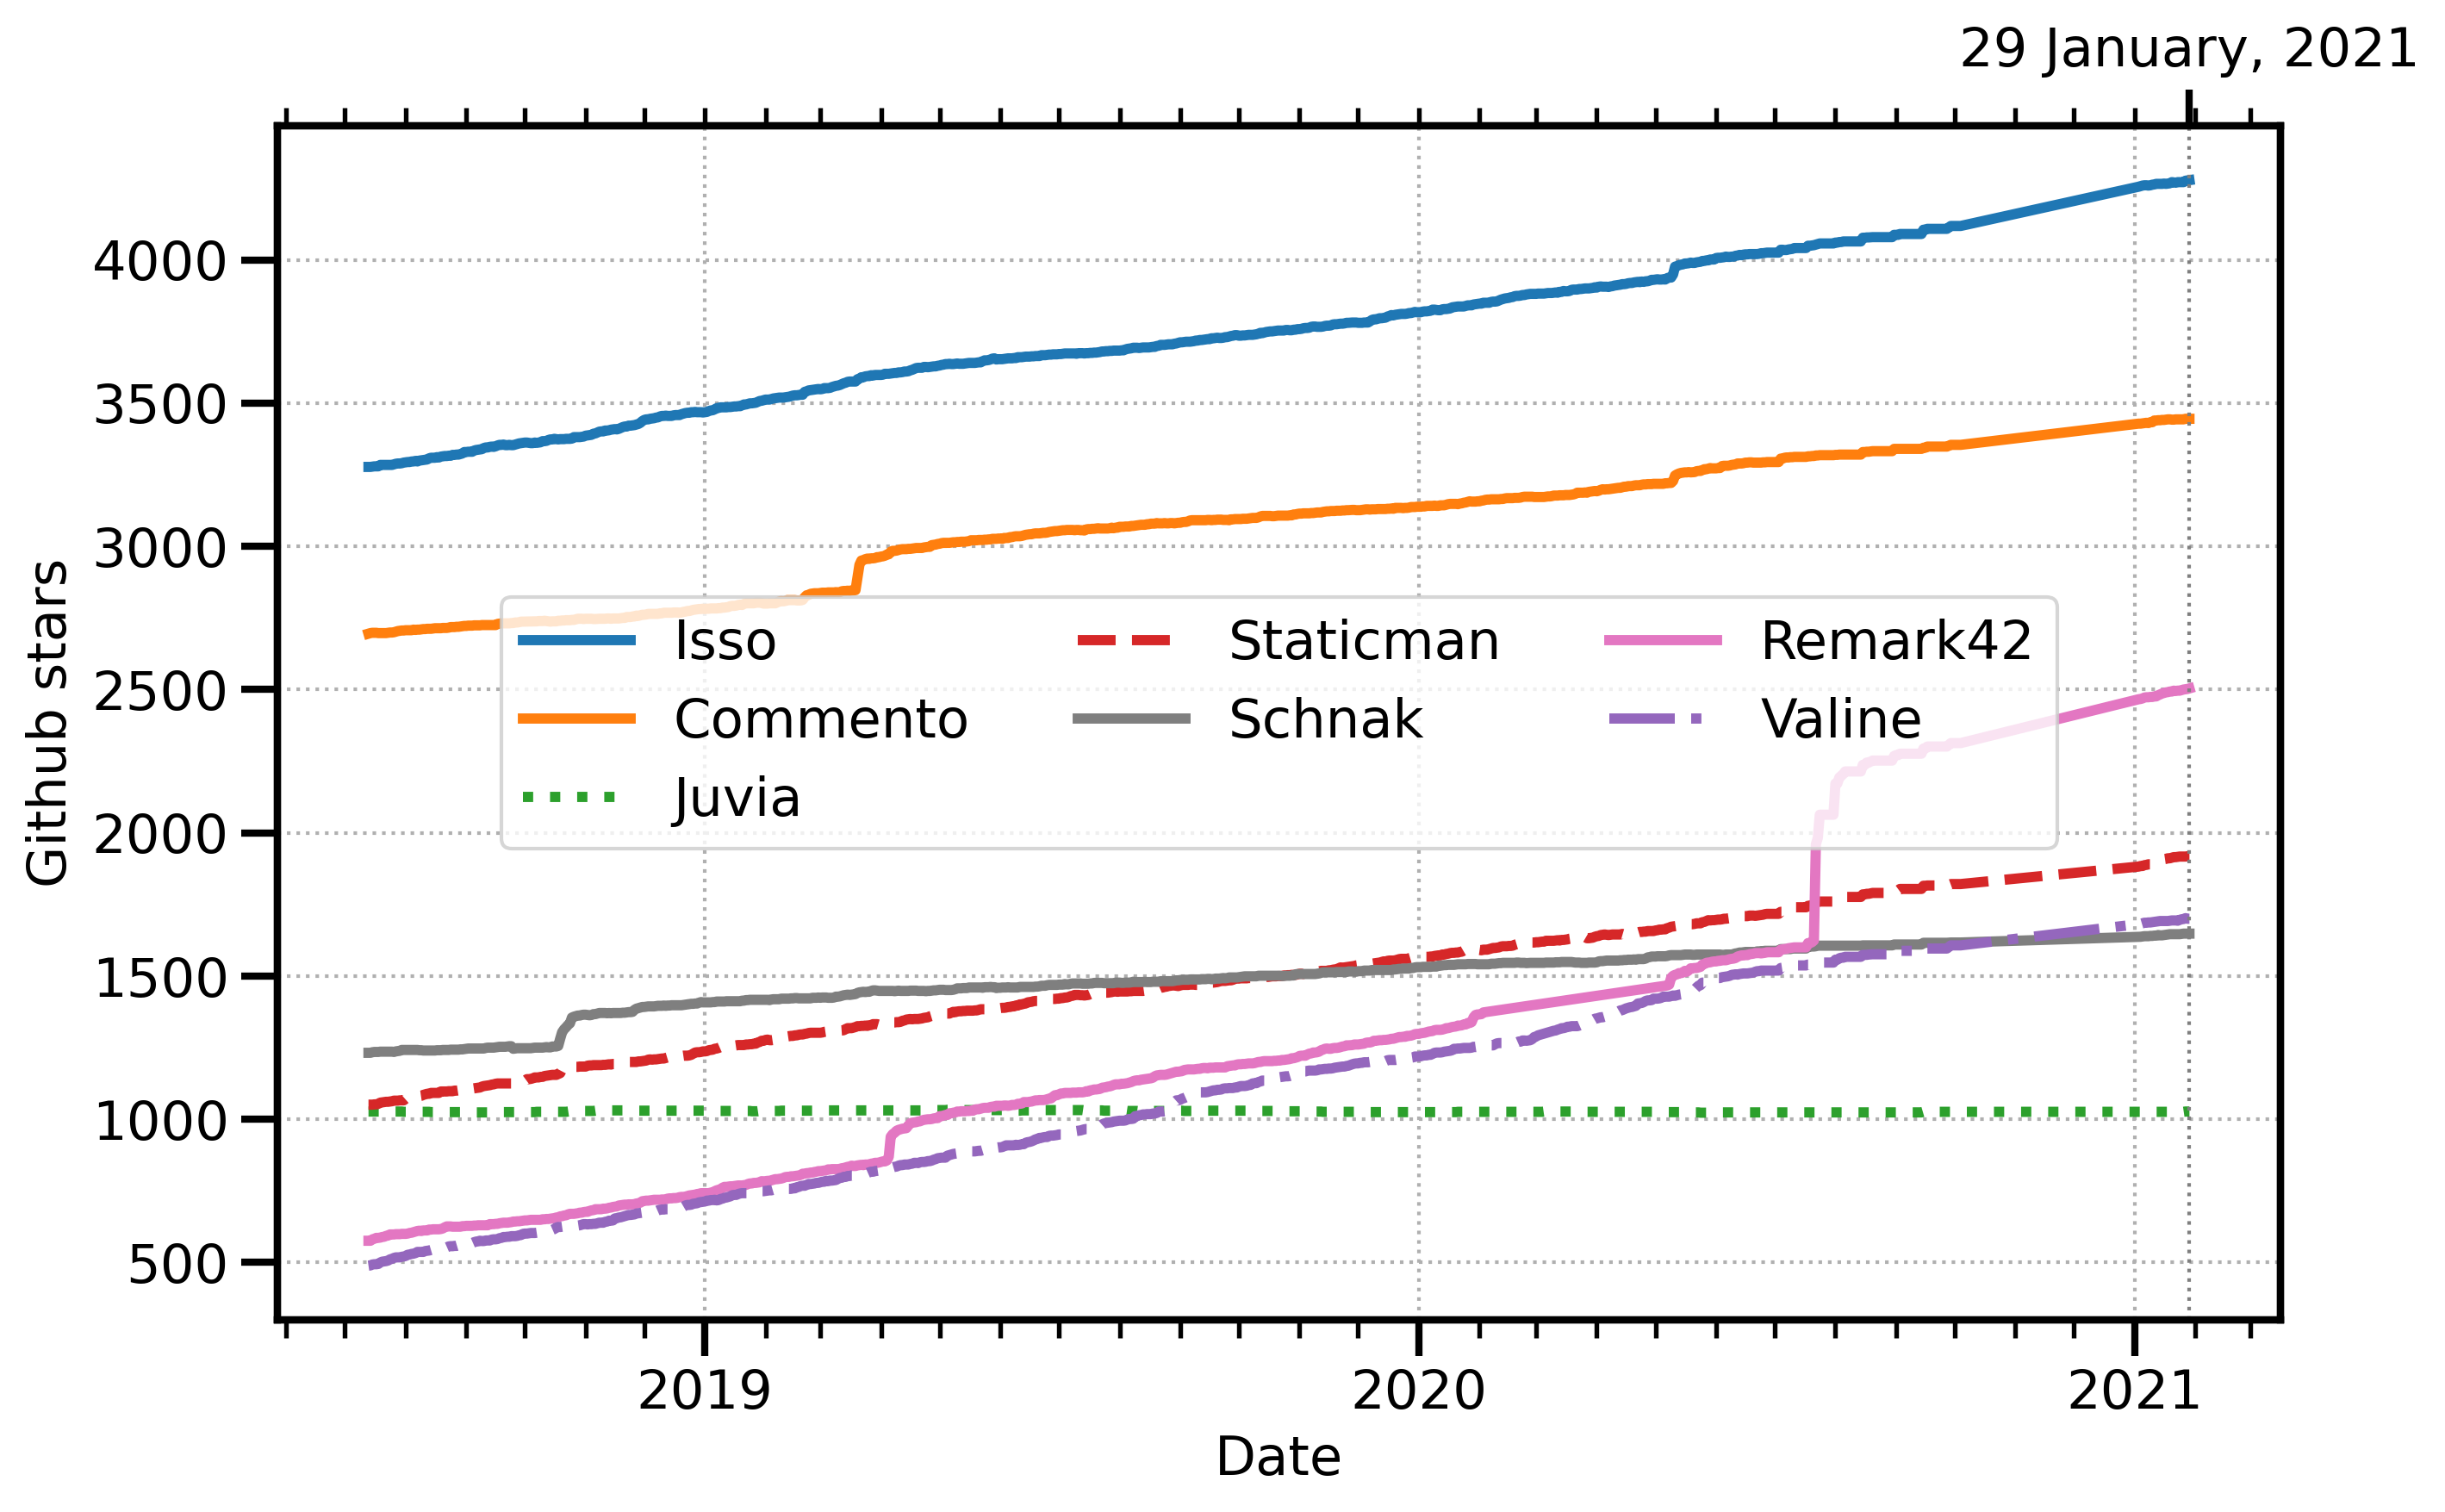 29 January, 2021
4000
3500
3000
2500
2000
1500
1000
500
Github stars
Isso
Commento
Juvia
Staticman
Schnak
Remark42
Valine
2019
2020
2021
Date